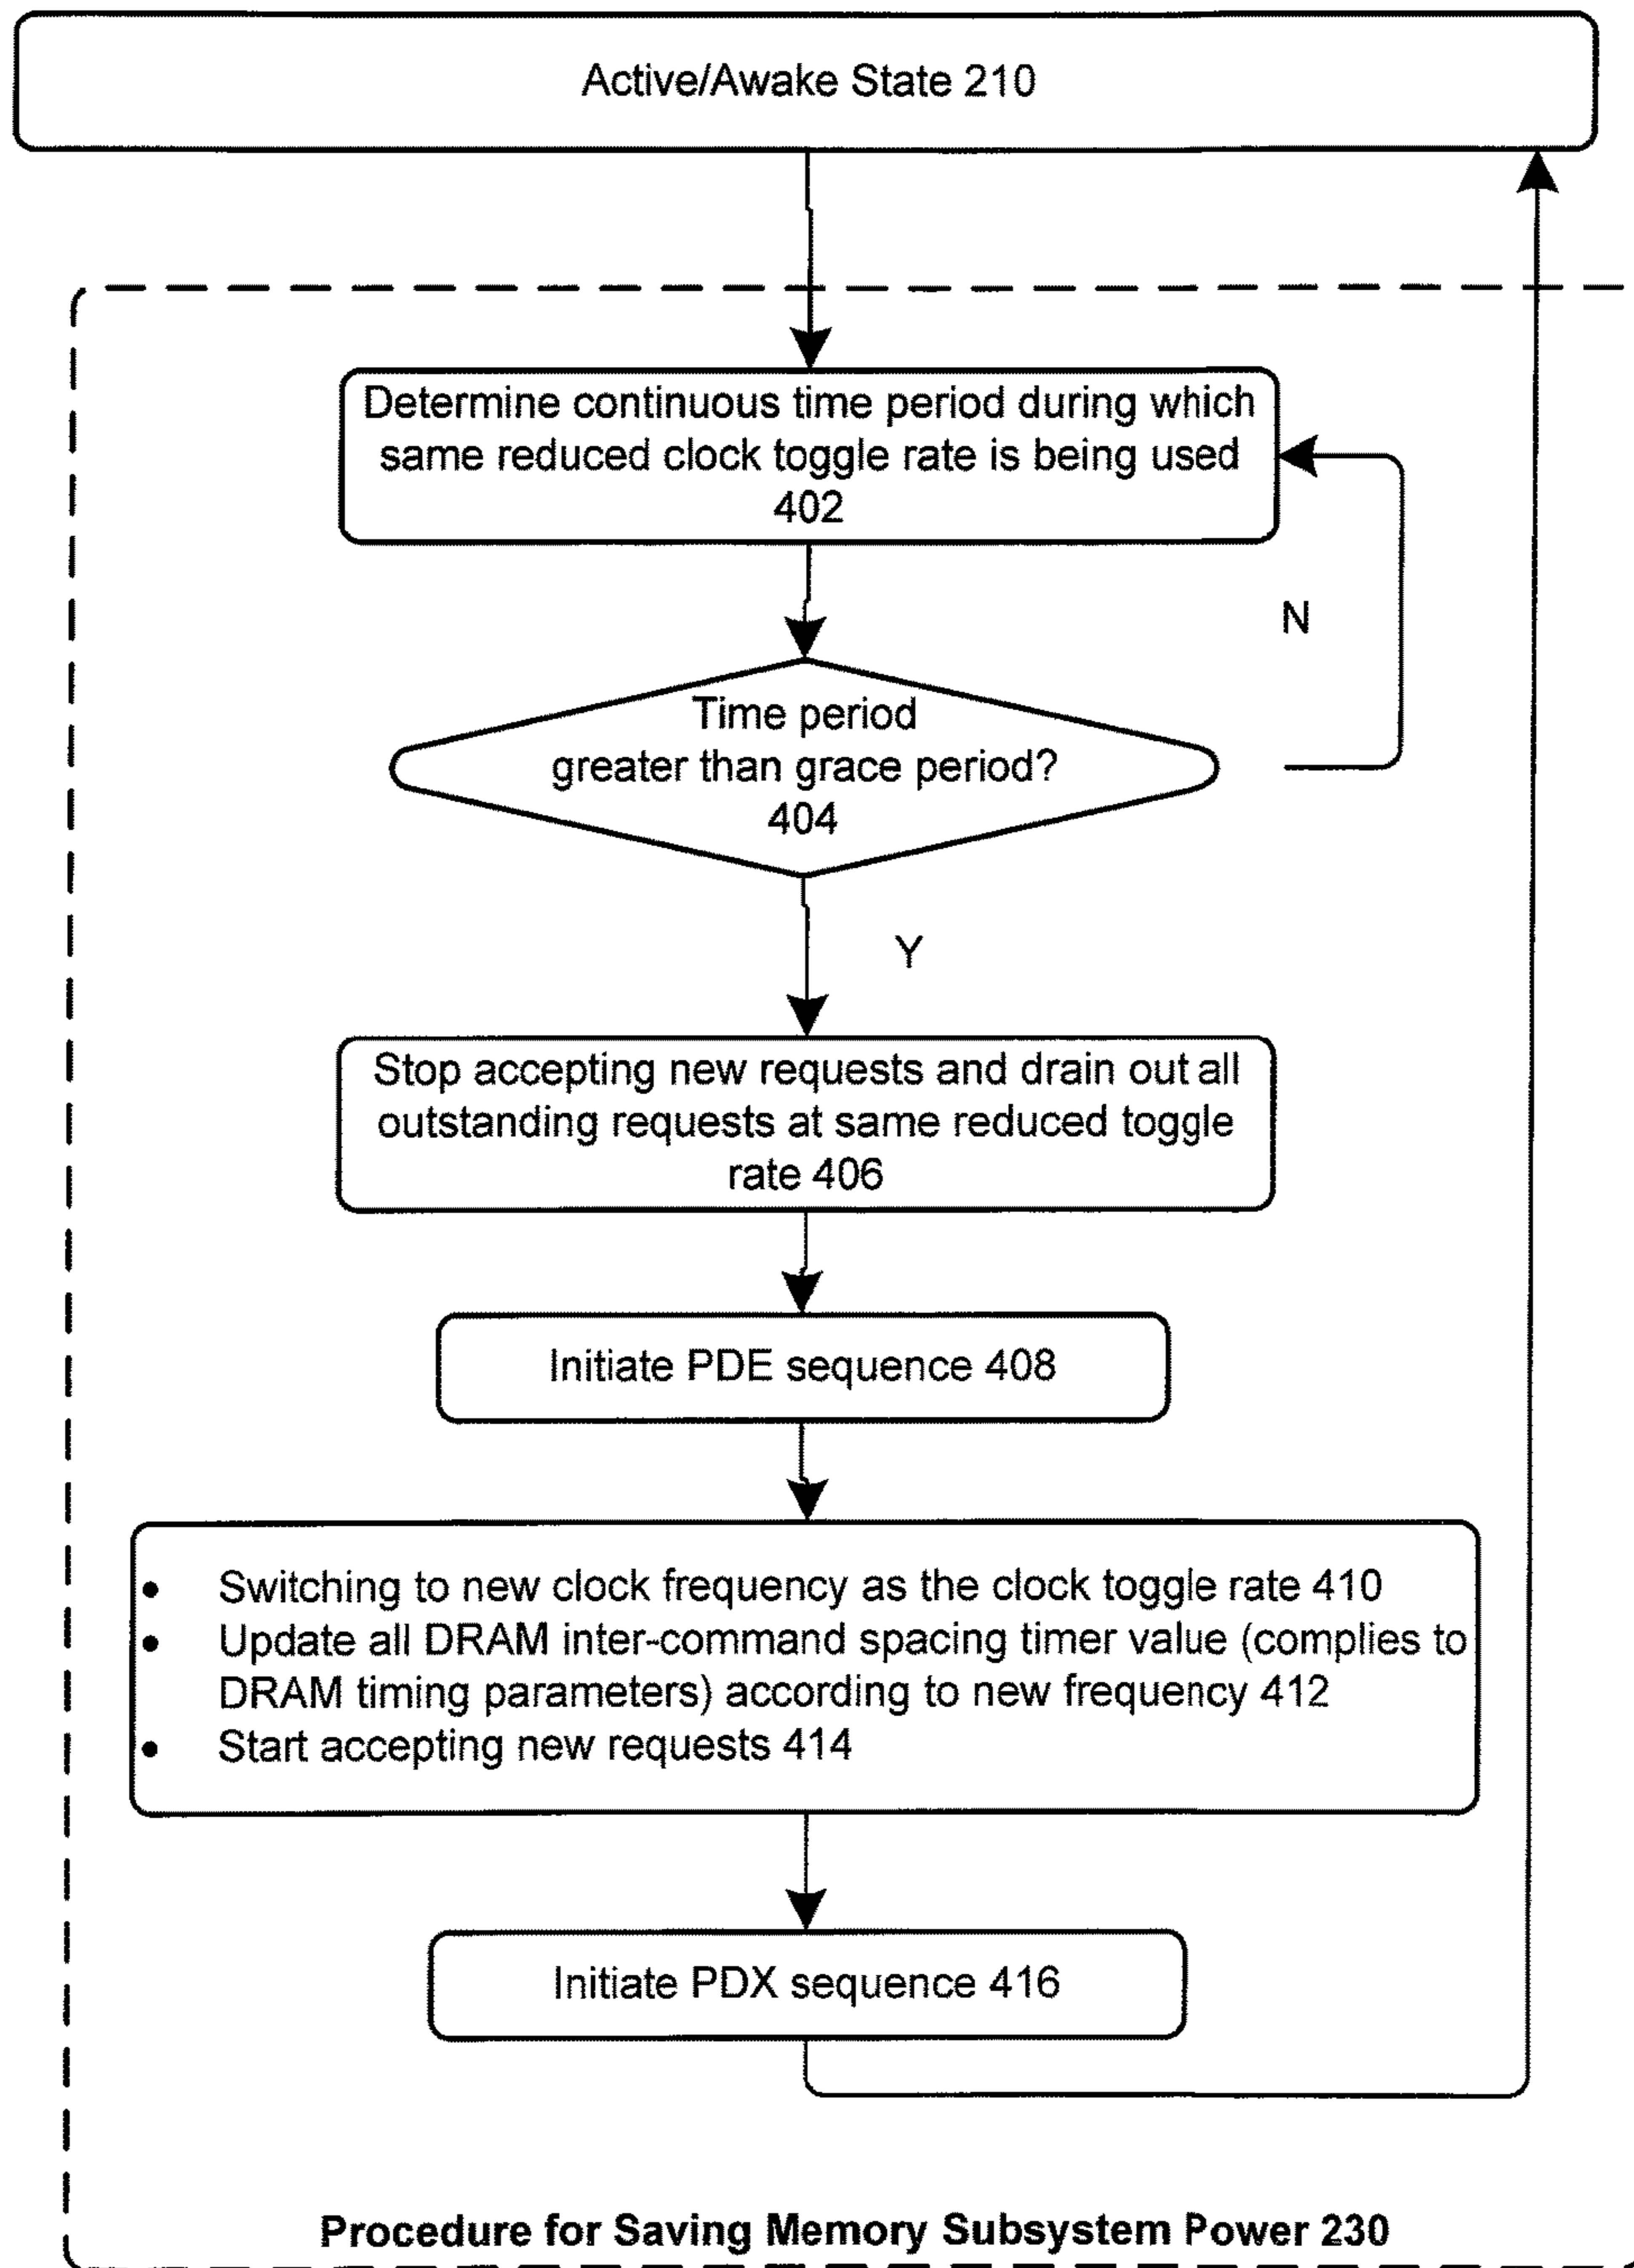 Active/Awake State 210
Determine continuous time period during which
same reduced clock toggle rate is being used
402
N
Time period
greater than grace period?
404
Y
Stop accepting new requests and drain out all
outstanding requests at same reduced toggle
rate 406
Initiate PDE sequence 408
• Switching to new clock frequency as the clock toggle rate 410
• Update all DRAM inter-command spacing timer value (complies to
DRAM timing parameters) according to new frequency 412
• Start accepting new requests 414
Initiate PDX sequence 416
Procedure for Saving Memory Subsystem Power 230